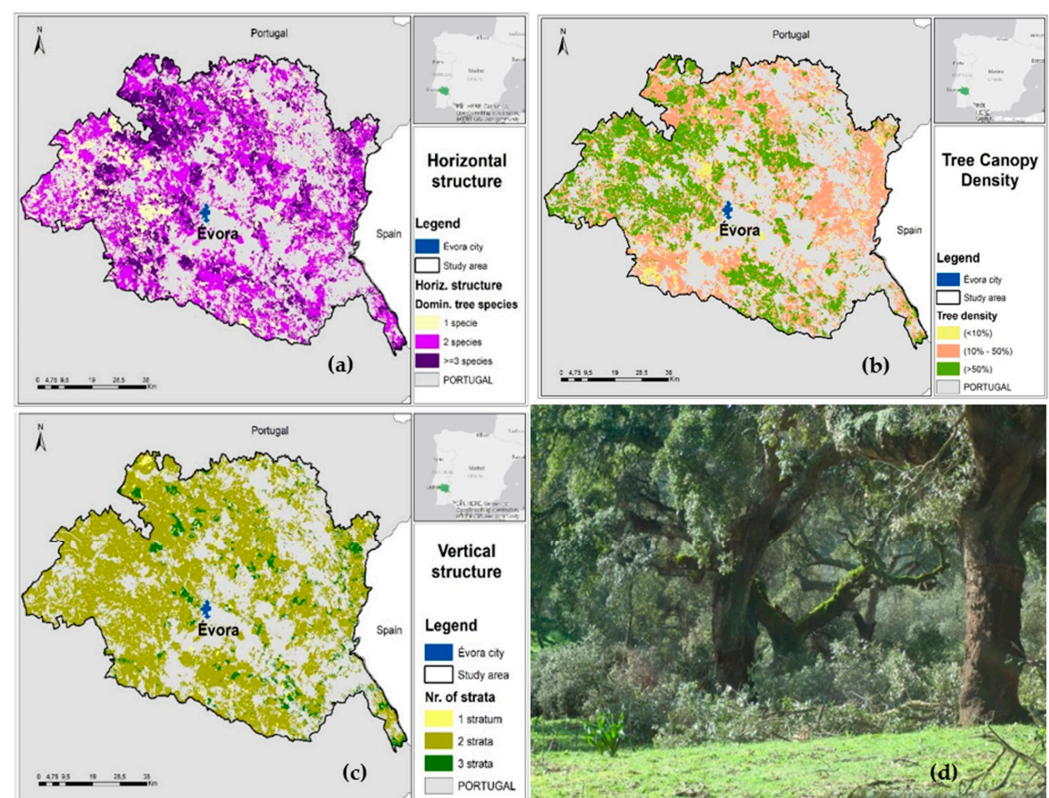 N
Portugal
Horizontal
structure
Legend
Évora city
Study area
Horiz. structure
Domin. tree species
1 specie
2 species
>=3 species
PORTUGAL
Évora
Spain
(a)
0 4,75 9,5 19 28,5 38
Km
N
Portugal
Madrid
Tree Canopy
Density
Legend
Évora city
Study area
Tree density
(<10%)
(10% - 50%)
(>50%)
PORTUGAL
Évora
Spain
(b)
0 4,75 9,5 19 28,5 38
Km
N
Portugal
Vertical
structure
Legend
Évora city
Study area
Nr. of strata
1 stratum
2 strata
3 strata
PORTUGAL
Évora
Spain
(c)
0 4,75 9,5 19 28,5 38
Km
(d)